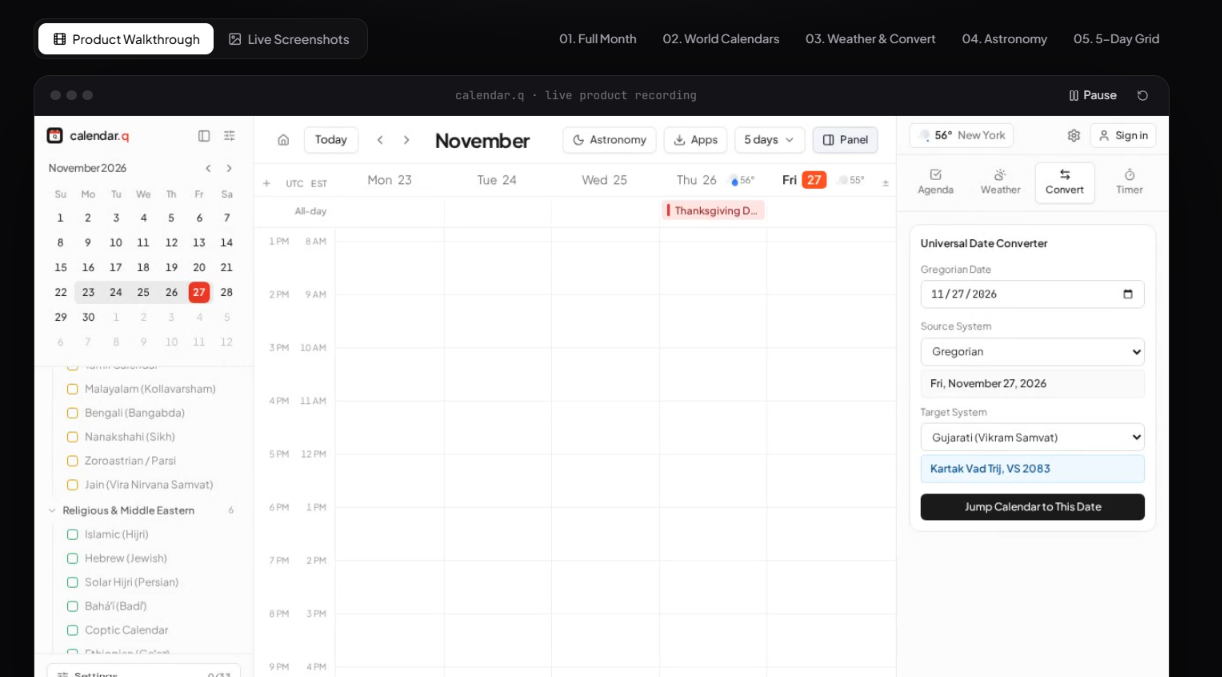 Product Walkthrough
Live Screenshots
01. Full Month
02. World Calendars
03. Weather & Convert
04. Astronomy
05. 5-Day Grid
calendar.q · live product recording
Pause
calendar.q
November 2026
Su Mo Tu We Th Fr Sa
1 2 3 4 5 6 7
8 9 10 11 12 13 14
15 16 17 18 19 20 21
22 23 24 25 26 27 28
29 30 1 2 3 4 5
6 7 8 9 10 11 12
Malayalam (Kollavarsham)
Bengali (Bangabda)
Nanakshahi (Sikh)
Zoroastrian / Parsi
Jain (Vira Nirvana Samvat)
Religious & Middle Eastern 6
Islamic (Hijri)
Hebrew (Jewish)
Solar Hijri (Persian)
Bahá'í (Badí')
Coptic Calendar
Settings
Today
November
Astronomy
Apps
5 days
Panel
+ UTC EST
Mon 23
Tue 24
Wed 25
Thu 26 56°
Fri 27 55°
±
All-day
Thanksgiving D...
1 PM 8 AM
2 PM 9 AM
3 PM 10 AM
4 PM 11 AM
5 PM 12 PM
6 PM 1 PM
7 PM 2 PM
8 PM 3 PM
9 PM 4 PM
56° New York
Sign in
Agenda
Weather
Convert
Timer
Universal Date Converter
Gregorian Date
11/27/2026
Source System
Gregorian
Fri, November 27, 2026
Target System
Gujarati (Vikram Samvat)
Kartak Vad Trij, VS 2083
Jump Calendar to This Date